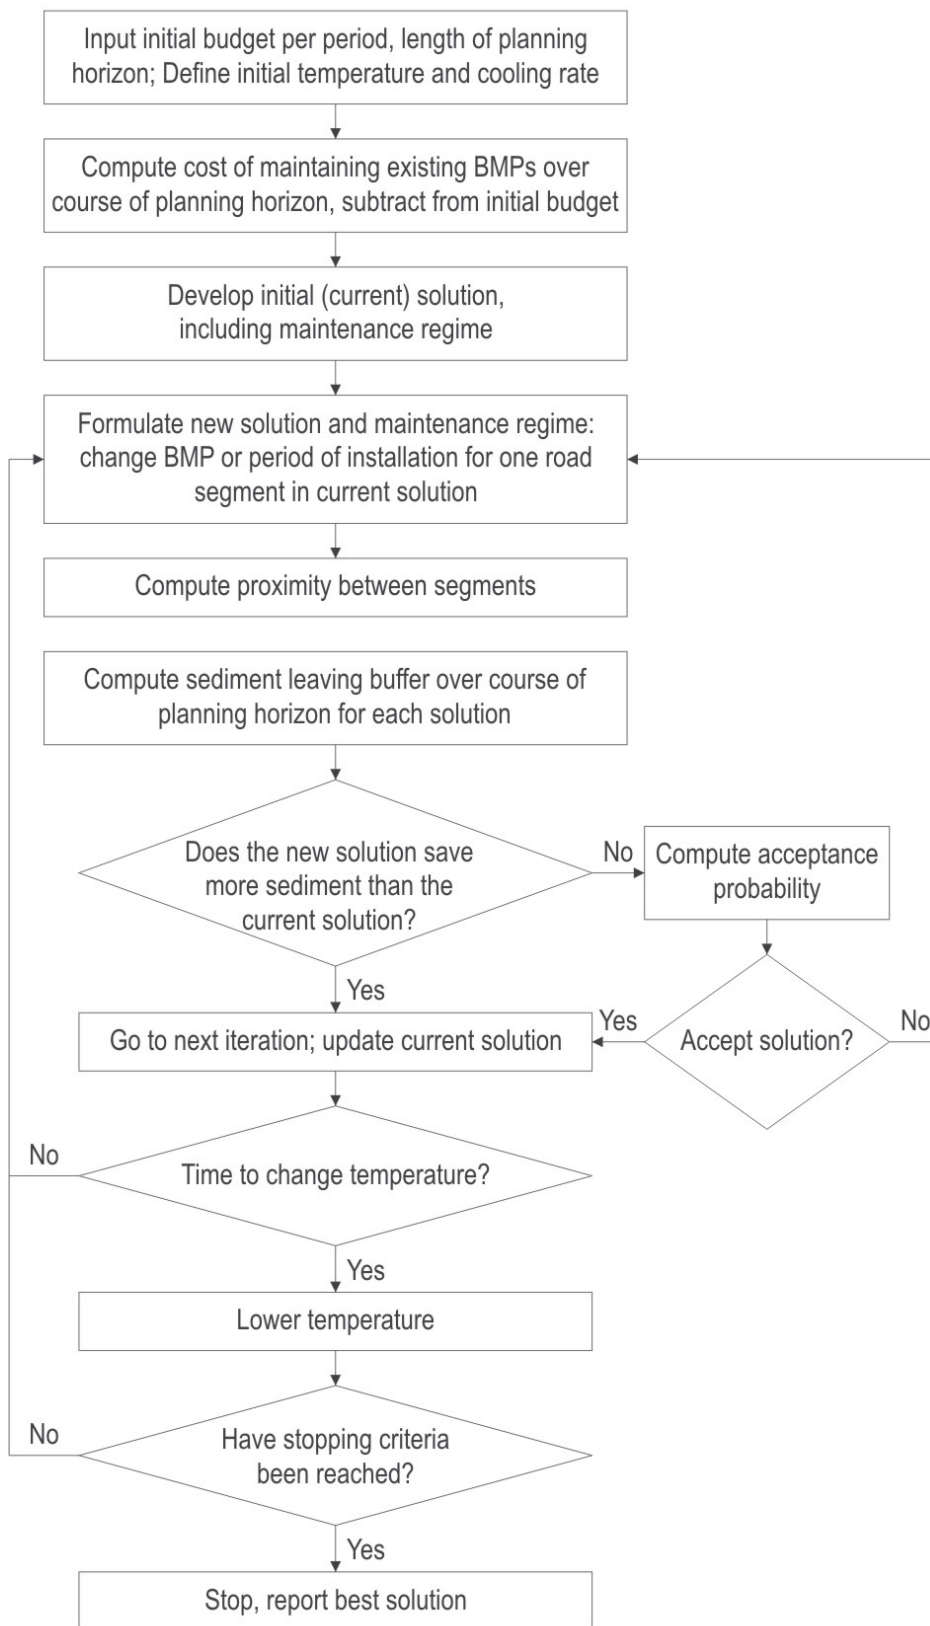 Input initial budget per period, length of planning
horizon; Define initial temperature and cooling rate
Compute cost of maintaining existing BMPs over
course of planning horizon, subtract from initial budget
Develop initial (current) solution,
including maintenance regime
Formulate new solution and maintenance regime:
change BMP or period of installation for one road
segment in current solution
Compute proximity between segments
Compute sediment leaving buffer over course of
planning horizon for each solution
Does the new solution save
more sediment than the
current solution?
No
Compute acceptance
probability
Yes
Go to next iteration; update current solution
Yes
Accept solution?
No
No
Time to change temperature?
Yes
Lower temperature
No
Have stopping criteria
been reached?
Yes
Stop, report best solution